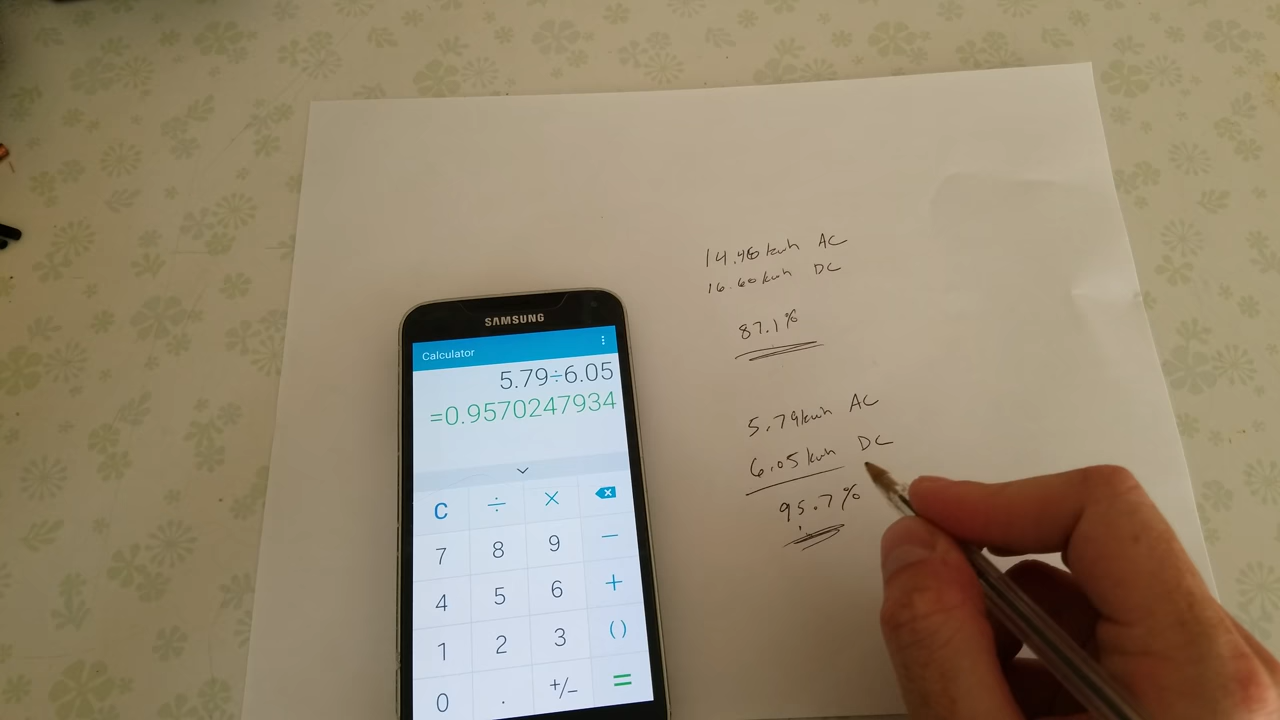 SAMSUNG
Calculator
5.79÷6.05
=0.9570247934
C ÷ ×
7 8 9 −
4 5 6 +
1 2 3 ()
0 . +/− =
14.46kwh AC
16.60kwh DC
87.1%
5.79kwh AC
6.05kwh DC
95.7%